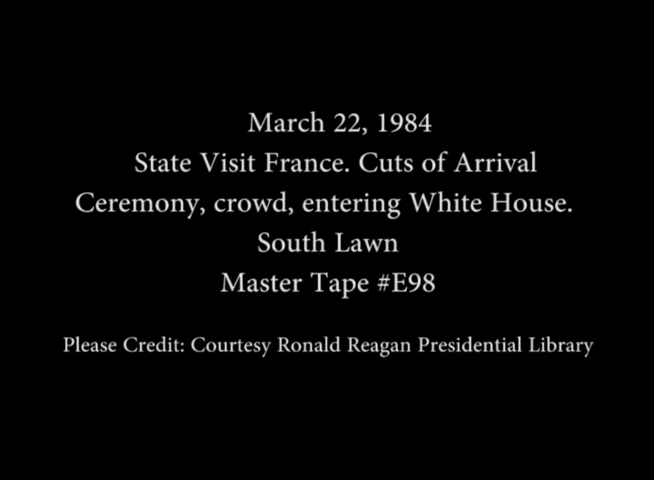 March 22, 1984
State Visit France. Cuts of Arrival
Ceremony, crowd, entering White House.
South Lawn
Master Tape #E98
Please Credit: Courtesy Ronald Reagan Presidential Library